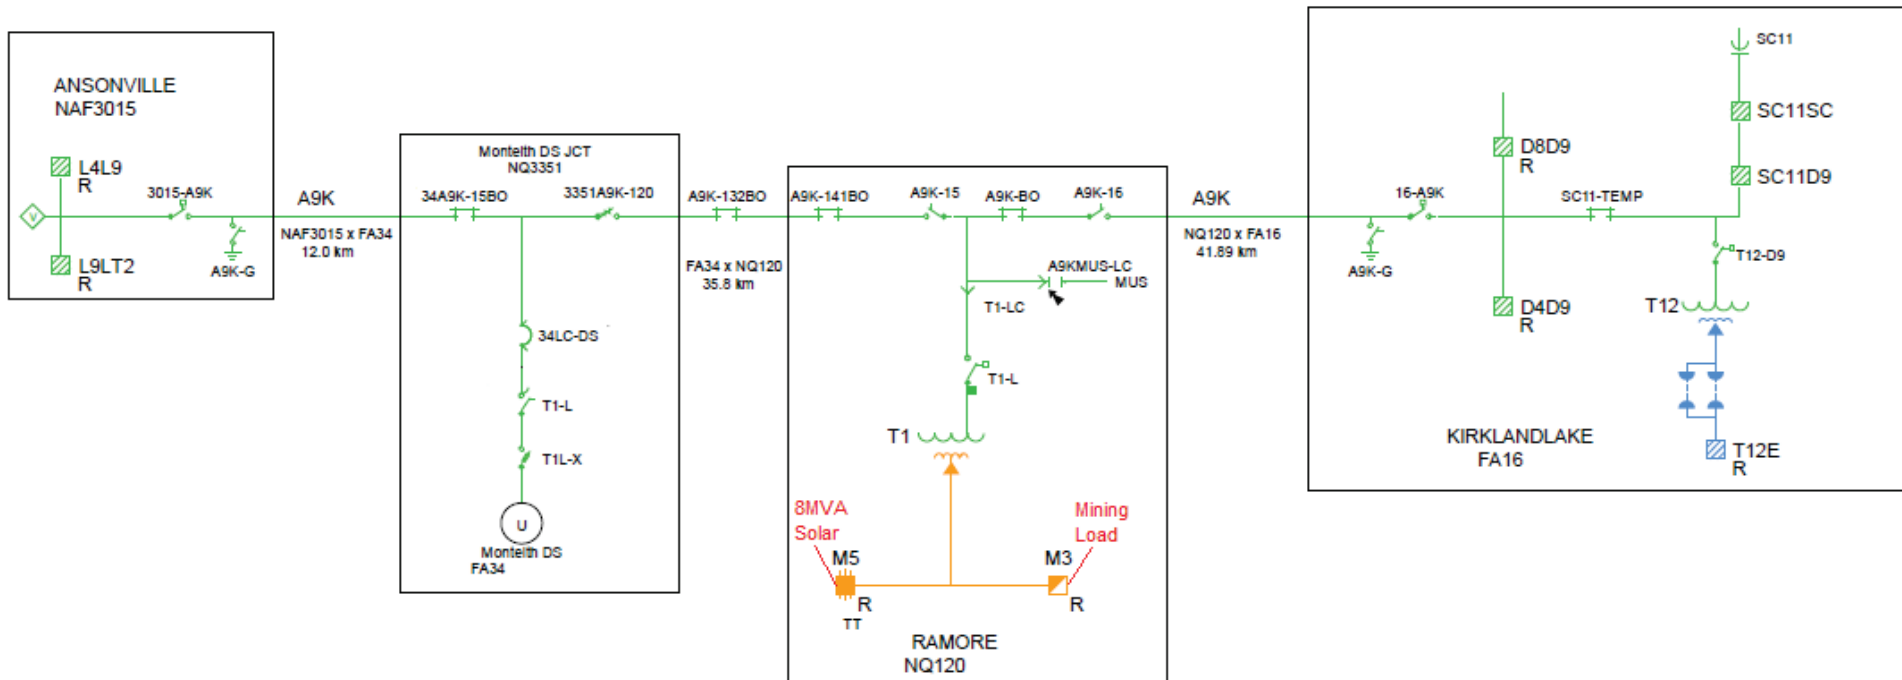 ANSONVILLE
NAF3015
L4L9
R
3015-A9K
V
L9LT2
R
A9K-G
A9K
NAF3015 x FA34
12.0 km
Monteith DS JCT
NQ3351
34A9K-15BO
3351A9K-120
34LC-DS
T1-L
T1L-X
U
Monteith DS
FA34
A9K-132BO
FA34 x NQ120
35.8 km
A9K-141BO
A9K-15
A9K-BO
A9K-16
A9KMUS-LC
MUS
T1-LC
T1-L
T1
8MVA
Solar
Mining
Load
M5
M3
R
R
TT
RAMORE
NQ120
A9K
NQ120 x FA16
41.89 km
SC11
SC11SC
D8D9
R
SC11D9
16-A9K
SC11-TEMP
A9K-G
T12-D9
D4D9
R
T12
KIRKLANDLAKE
FA16
T12E
R